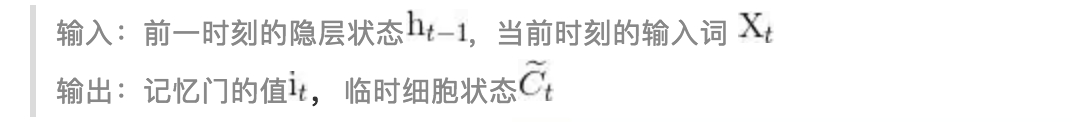 输入：前一时刻的隐层状态h_{t-1}，当前时刻的输入词 X_t
输出：记忆门的值i_t，临时细胞状态\widetilde{C}_t